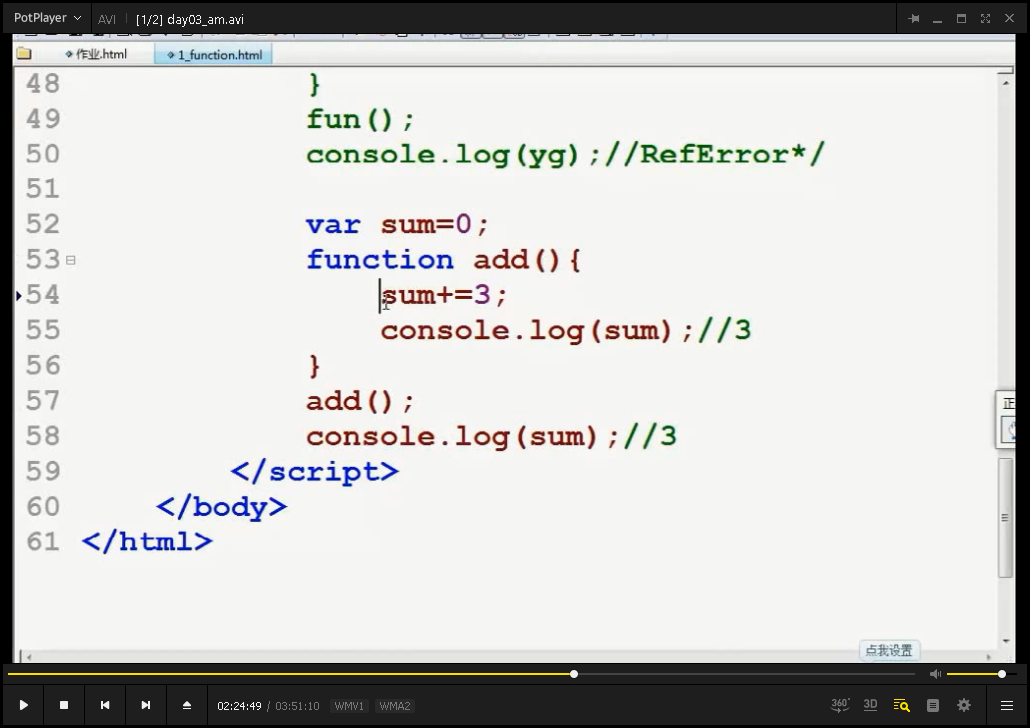 PotPlayer AVI [1/2] day03_am.avi
作业.html 1_function.html
48 }
49 fun();
50 console.log(yg);//RefError*/
51
52 var sum=0;
53 function add(){
54 sum+=3;
55 console.log(sum);//3
56 }
57 add();
58 console.log(sum);//3
59 </script>
60 </body>
61 </html>
正
点我设置
02:24:49 / 03:51:10 WMV1 WMA2
360° 3D